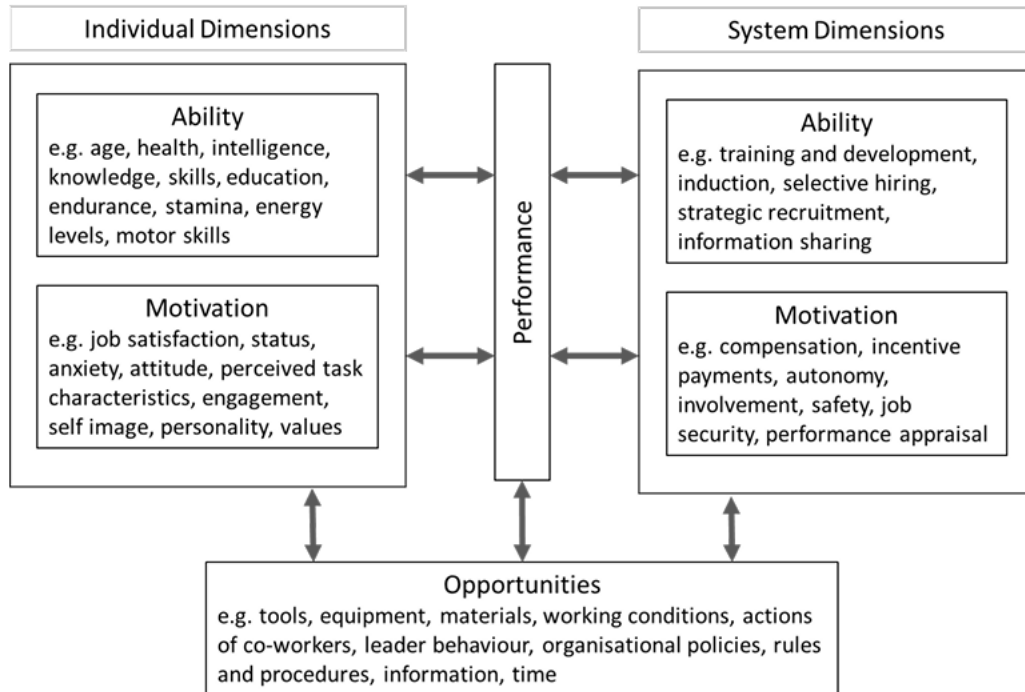 Individual Dimensions
System Dimensions
Ability
e.g. age, health, intelligence,
knowledge, skills, education,
endurance, stamina, energy
levels, motor skills
Motivation
e.g. job satisfaction, status,
anxiety, attitude, perceived task
characteristics, engagement,
self image, personality, values
Performance
Ability
e.g. training and development,
induction, selective hiring,
strategic recruitment,
information sharing
Motivation
e.g. compensation, incentive
payments, autonomy,
involvement, safety, job
security, performance appraisal
Opportunities
e.g. tools, equipment, materials, working conditions, actions
of co-workers, leader behaviour, organisational policies, rules
and procedures, information, time